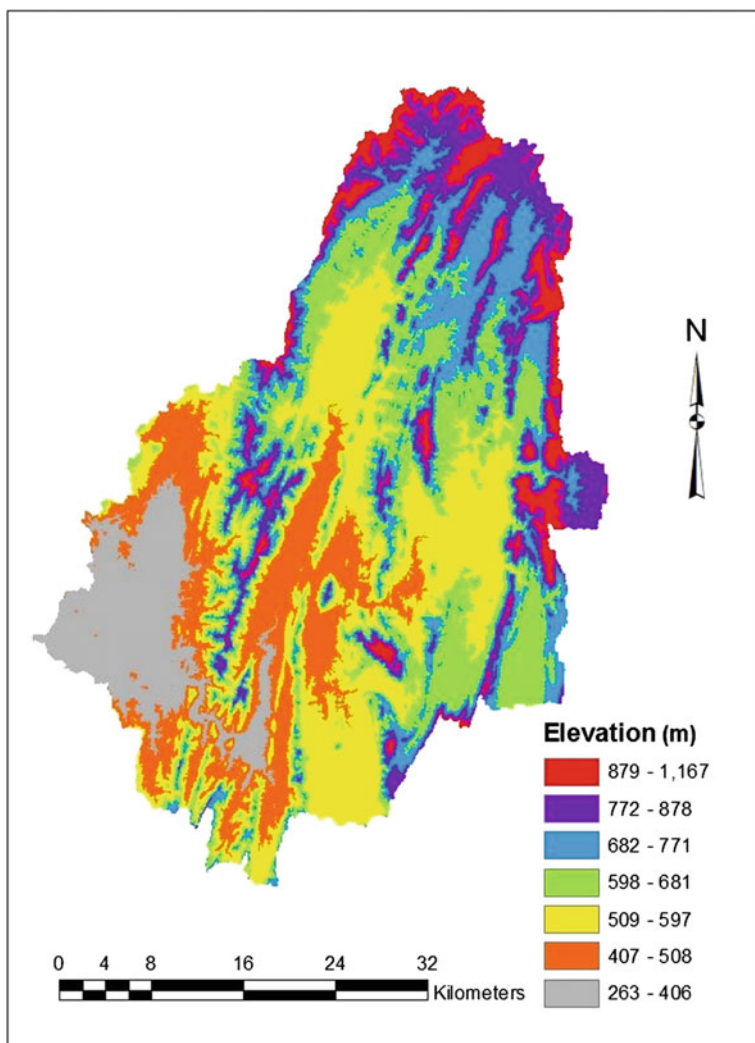 N
Elevation (m)
879 - 1,167
772 - 878
682 - 771
598 - 681
509 - 597
407 - 508
263 - 406
0 4 8 16 24 32
Kilometers